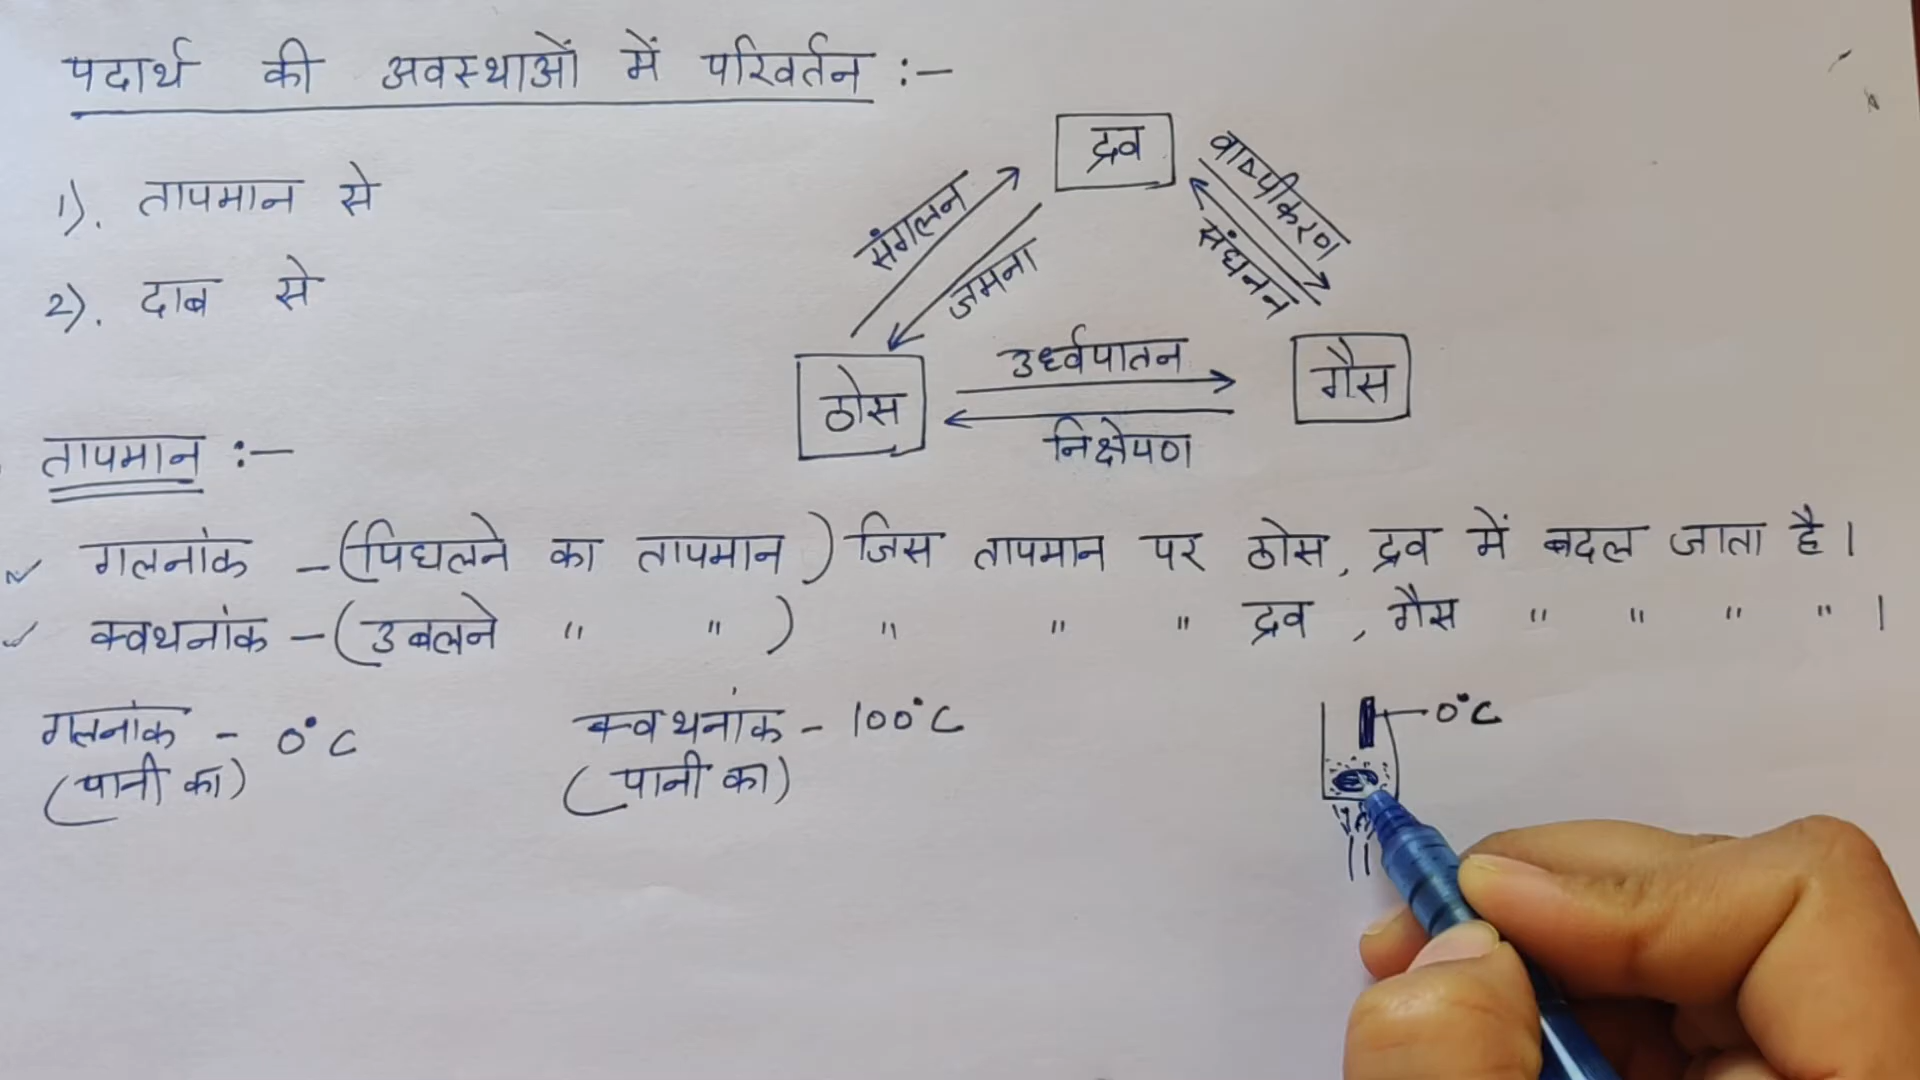 पदार्थ की अवस्थाओं में परिवर्तन :-
1). तापमान से
2). दाब से
द्रव
संगलन
जमना
वाष्पीकरण
संघनन
ठोस
उर्ध्वपातन
निक्षेपण
गैस
तापमान :-
गलनांक - (पिघलने का तापमान) जिस तापमान पर ठोस, द्रव में बदल जाता है।
क्वथनांक - (उबलने " ") " " " द्रव, गैस " " " " ।
गलनांक - 0°C
(पानी का)
क्वथनांक - 100°C
(पानी का)
0°C